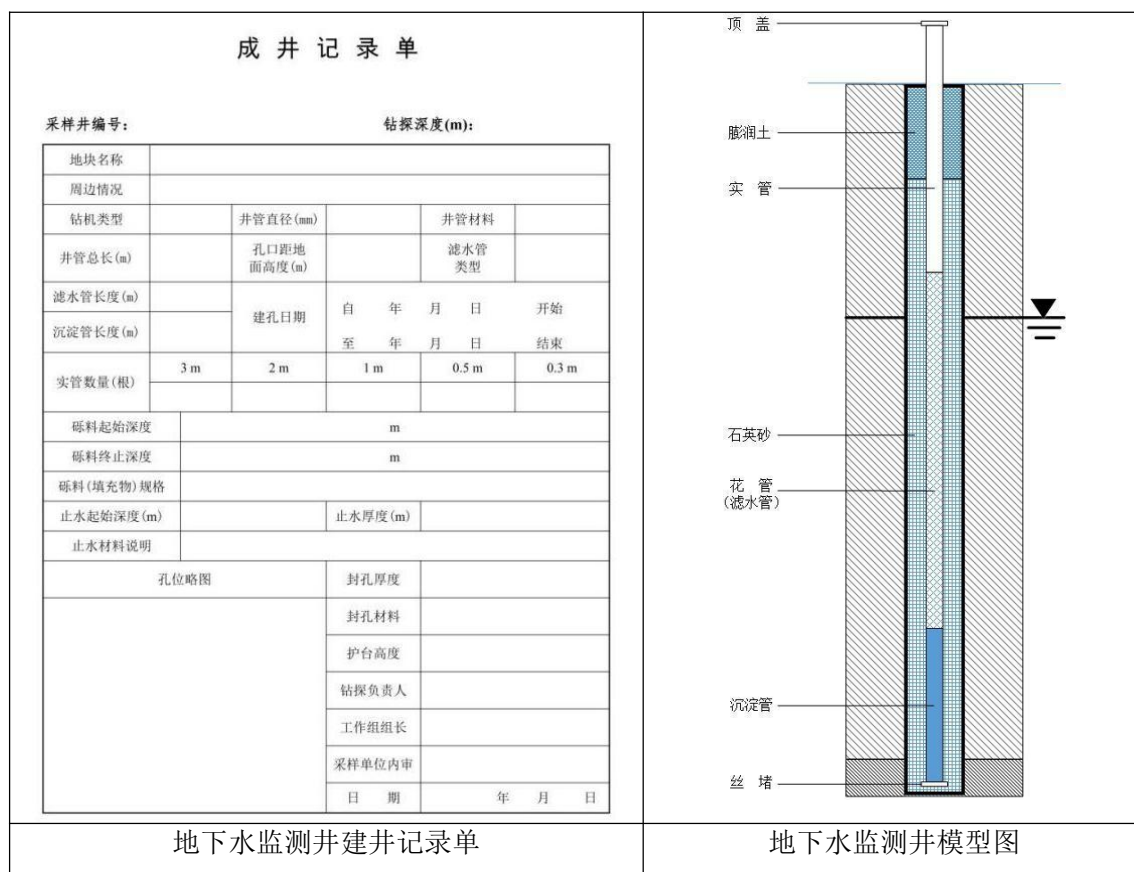 成 井 记 录 单
采样井编号： 钻探深度(m)：
地块名称
周边情况
钻机类型 井管直径(mm) 井管材料
井管总长(m) 孔口距地面高度(m) 滤水管类型
滤水管长度(m) 建孔日期 自 年 月 日 开始
沉淀管长度(m) 至 年 月 日 结束
实管数量(根) 3 m 2 m 1 m 0.5 m 0.3 m
砾料起始深度 m
砾料终止深度 m
砾料(填充物)规格
止水起始深度(m) 止水厚度(m)
止水材料说明
孔位略图 封孔厚度
封孔材料
护台高度
钻探负责人
工作组组长
采样单位内审
日 期 年 月 日
地下水监测井建井记录单
顶 盖
膨润土
实 管
石英砂
花 管
(滤水管)
沉淀管
丝 堵
地下水监测井模型图